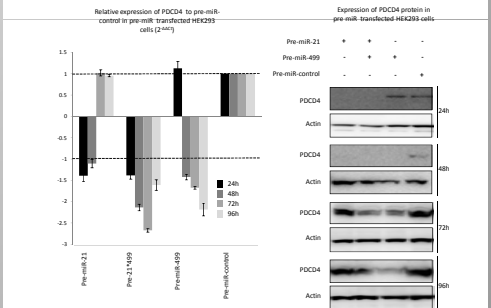 Relative expression of PDCD4 to pre-miR-
control in pre-miR transfected HEK293
cells (2-ΔΔCt)
1.5
1
0.5
0
-0.5
-1
-1.5
-2
-2.5
-3
24h
48h
72h
96h
Pre-miR-21
Pre-21*499
Pre-miR-499
Pre-miR-control
Expression of PDCD4 protein in
pre miR transfected HEK293 cells
Pre-miR-21 + + - -
Pre-miR-499 - + + -
Pre-miR-control - - - +
PDCD4
Actin
24h
PDCD4
Actin
48h
PDCD4
Actin
72h
PDCD4
Actin
96h